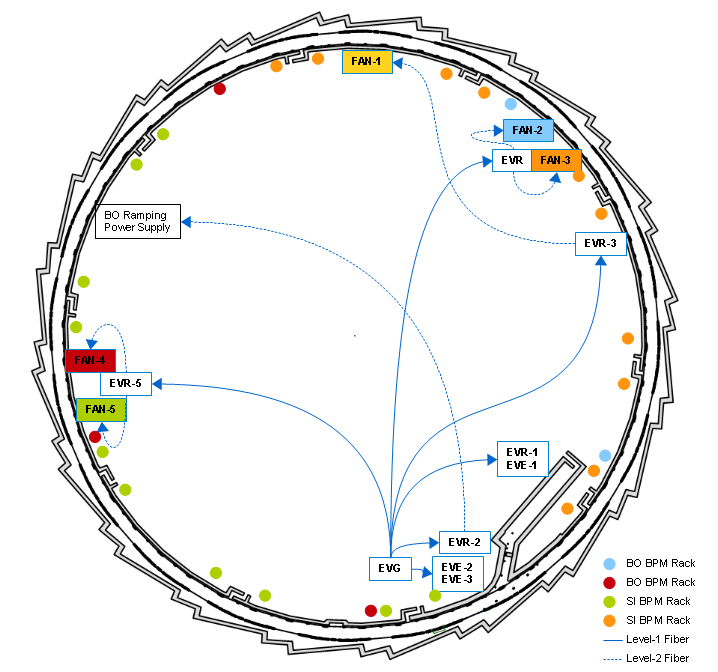 FAN-1
FAN-2
EVR
FAN-3
BO Ramping
Power Supply
EVR-3
FAN-4
EVR-5
FAN-5
EVR-1
EVE-1
EVR-2
EVG
EVE-2
EVE-3
BO BPM Rack
BO BPM Rack
SI BPM Rack
SI BPM Rack
Level-1 Fiber
Level-2 Fiber